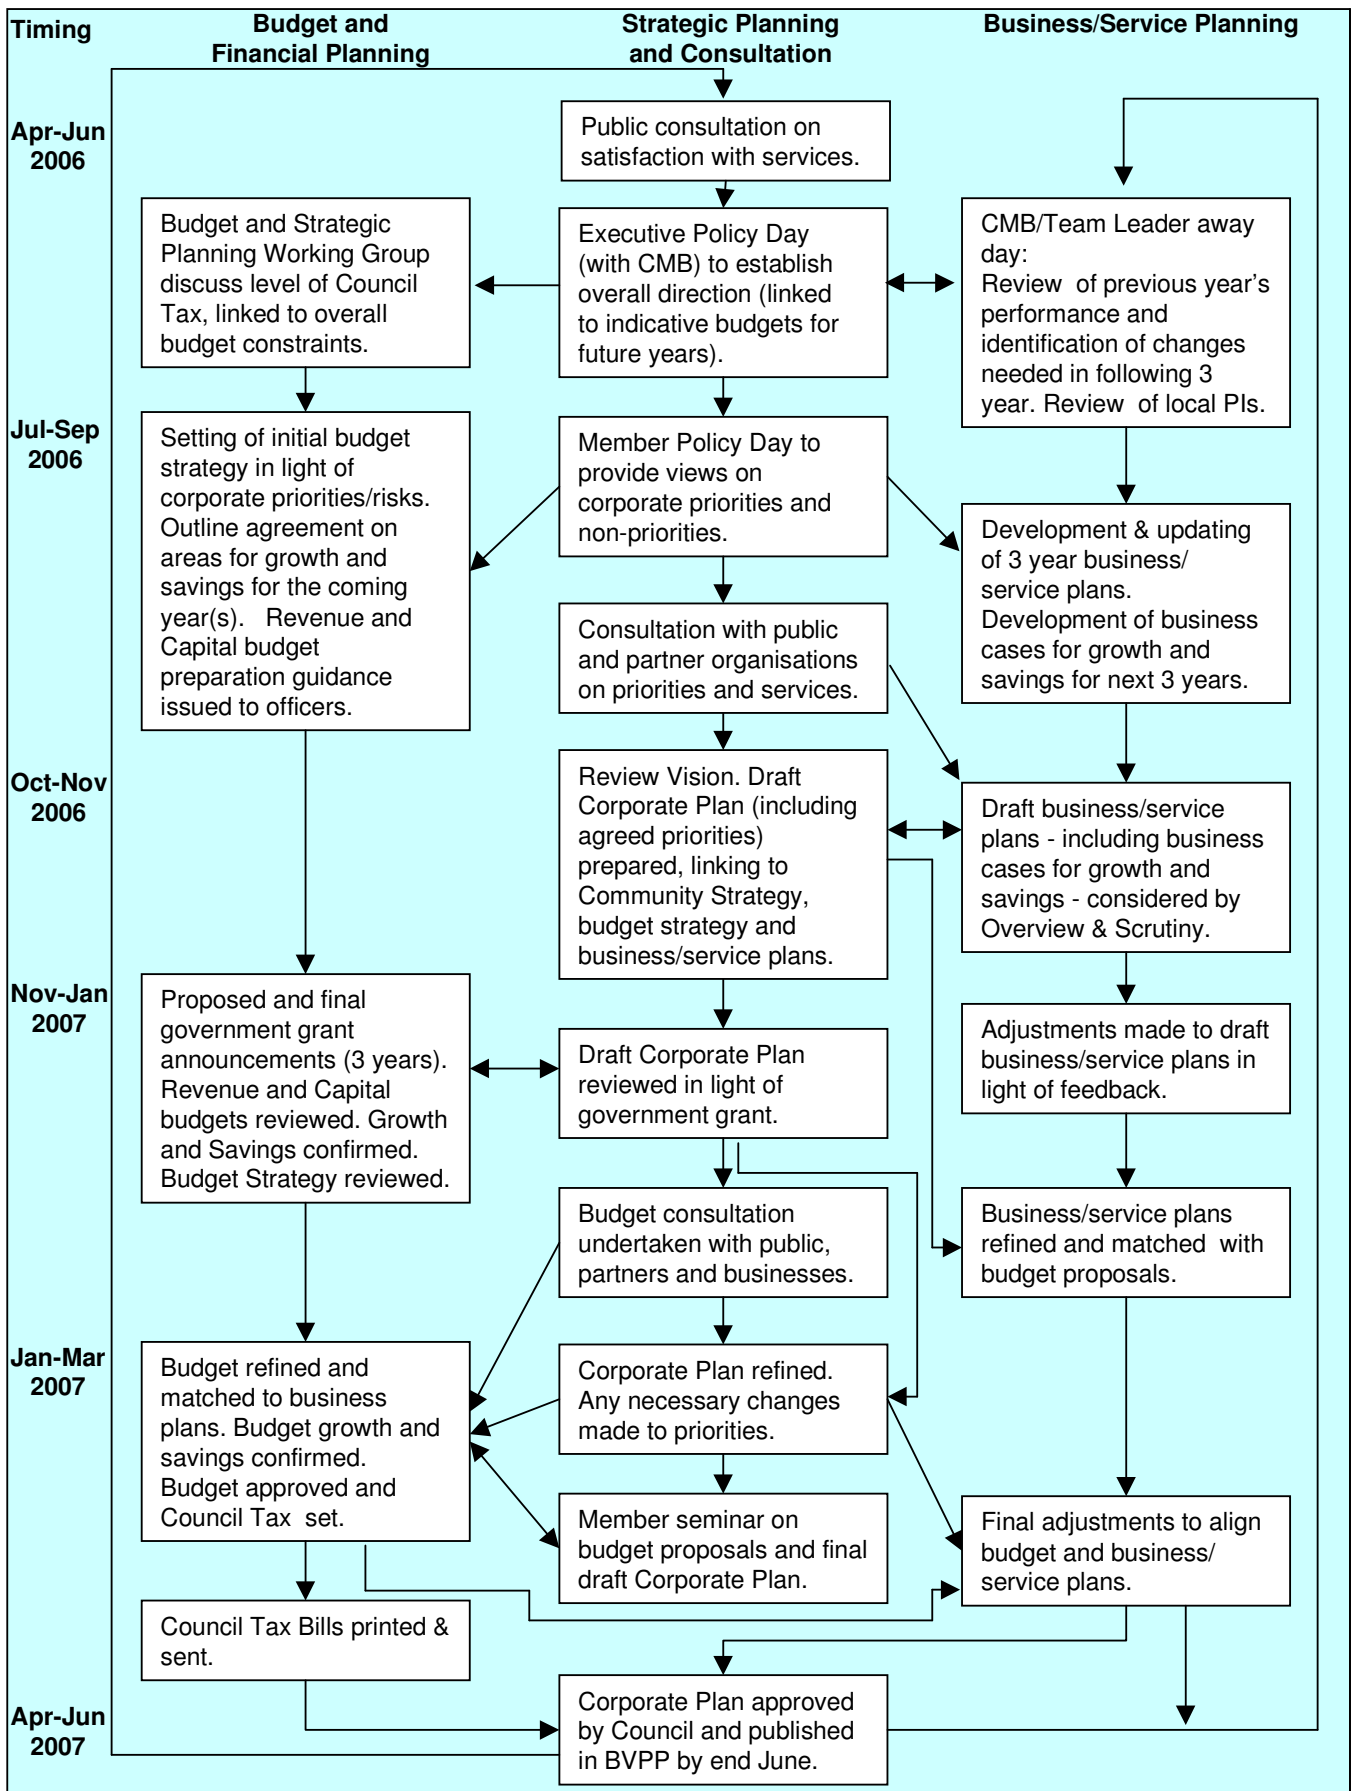 Timing
Budget and
Financial Planning
Strategic Planning
and Consultation
Business/Service Planning
Apr-Jun
2006
Public consultation on
satisfaction with services.
Budget and Strategic
Planning Working Group
discuss level of Council
Tax, linked to overall
budget constraints.
Executive Policy Day
(with CMB) to establish
overall direction (linked
to indicative budgets for
future years).
CMB/Team Leader away
day:
Review of previous year's
performance and
identification of changes
needed in following 3
year. Review of local PIs.
Jul-Sep
2006
Setting of initial budget
strategy in light of
corporate priorities/risks.
Outline agreement on
areas for growth and
savings for the coming
year(s). Revenue and
Capital budget
preparation guidance
issued to officers.
Member Policy Day to
provide views on
corporate priorities and
non-priorities.
Development & updating
of 3 year business/
service plans.
Development of business
cases for growth and
savings for next 3 years.
Consultation with public
and partner organisations
on priorities and services.
Oct-Nov
2006
Review Vision. Draft
Corporate Plan (including
agreed priorities)
prepared, linking to
Community Strategy,
budget strategy and
business/service plans.
Draft business/service
plans - including business
cases for growth and
savings - considered by
Overview & Scrutiny.
Nov-Jan
2007
Proposed and final
government grant
announcements (3 years).
Revenue and Capital
budgets reviewed. Growth
and Savings confirmed.
Budget Strategy reviewed.
Draft Corporate Plan
reviewed in light of
government grant.
Adjustments made to draft
business/service plans in
light of feedback.
Budget consultation
undertaken with public,
partners and businesses.
Business/service plans
refined and matched with
budget proposals.
Jan-Mar
2007
Budget refined and
matched to business
plans. Budget growth and
savings confirmed.
Budget approved and
Council Tax set.
Corporate Plan refined.
Any necessary changes
made to priorities.
Member seminar on
budget proposals and final
draft Corporate Plan.
Final adjustments to align
budget and business/
service plans.
Council Tax Bills printed &
sent.
Apr-Jun
2007
Corporate Plan approved
by Council and published
in BVPP by end June.